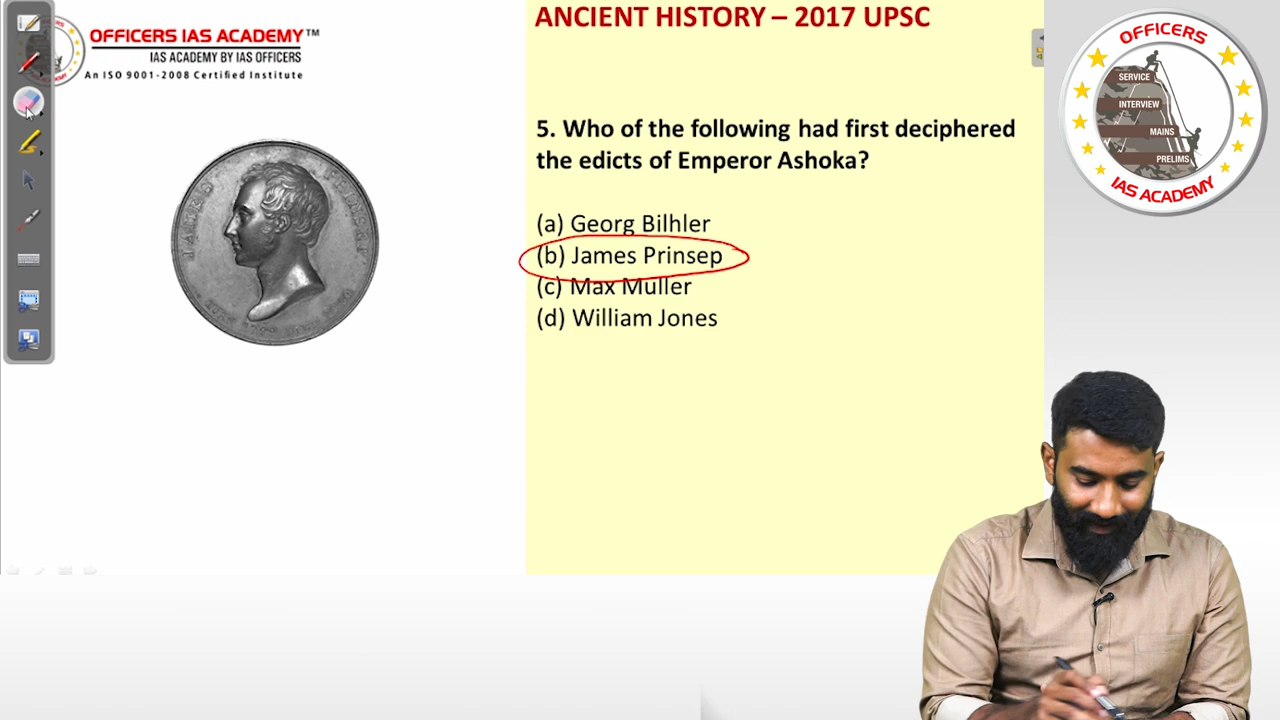 OFFICERS IAS ACADEMY™
IAS ACADEMY BY IAS OFFICERS
An ISO 9001-2008 Certified Institute
ANCIENT HISTORY – 2017 UPSC
5. Who of the following had first deciphered
the edicts of Emperor Ashoka?
(a) Georg Bilhler
(b) James Prinsep
(c) Max Muller
(d) William Jones
JAMES PRINSEP
OFFICERS
SERVICE
INTERVIEW
MAINS
PRELIMS
IAS ACADEMY